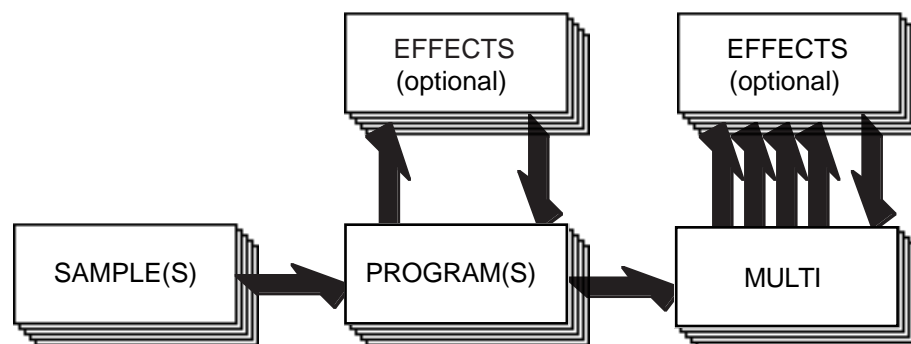 EFFECTS
(optional)
EFFECTS
(optional)
SAMPLE(S)
PROGRAM(S)
MULTI